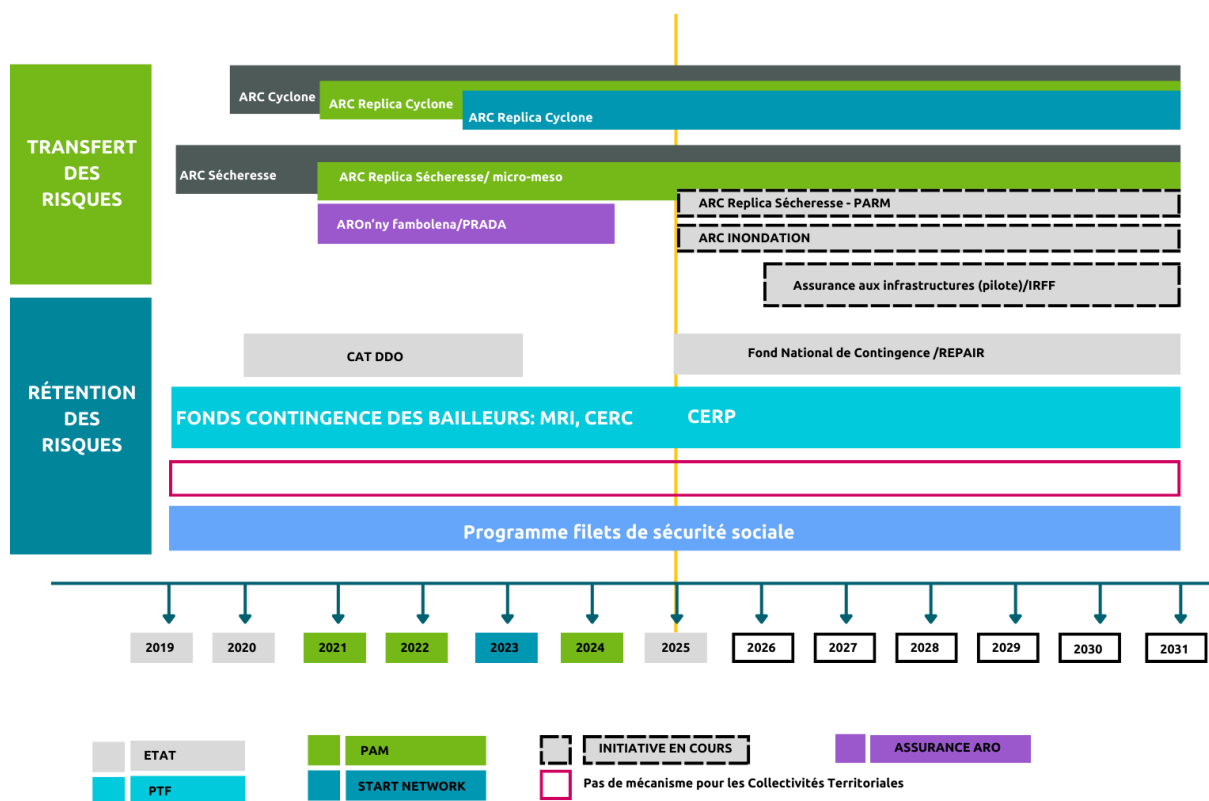 TRANSFERT
DES
RISQUES
ARC Cyclone
ARC Replica Cyclone
ARC Replica Cyclone
ARC Sécheresse
ARC Replica Sécheresse/ micro-meso
ARC Replica Sécheresse - PARM
AROn'ny fambolena/PRADA
ARC INONDATION
Assurance aux infrastructures (pilote)/IRFF
RÉTENTION
DES
RISQUES
CAT DDO
Fond National de Contingence /REPAIR
FONDS CONTINGENCE DES BAILLEURS: MRI, CERC
CERP
Programme filets de sécurité sociale
2019
2020
2021
2022
2023
2024
2025
2026
2027
2028
2029
2030
2031
ETAT
PAM
INITIATIVE EN COURS
ASSURANCE ARO
PTF
START NETWORK
Pas de mécanisme pour les Collectivités Territoriales